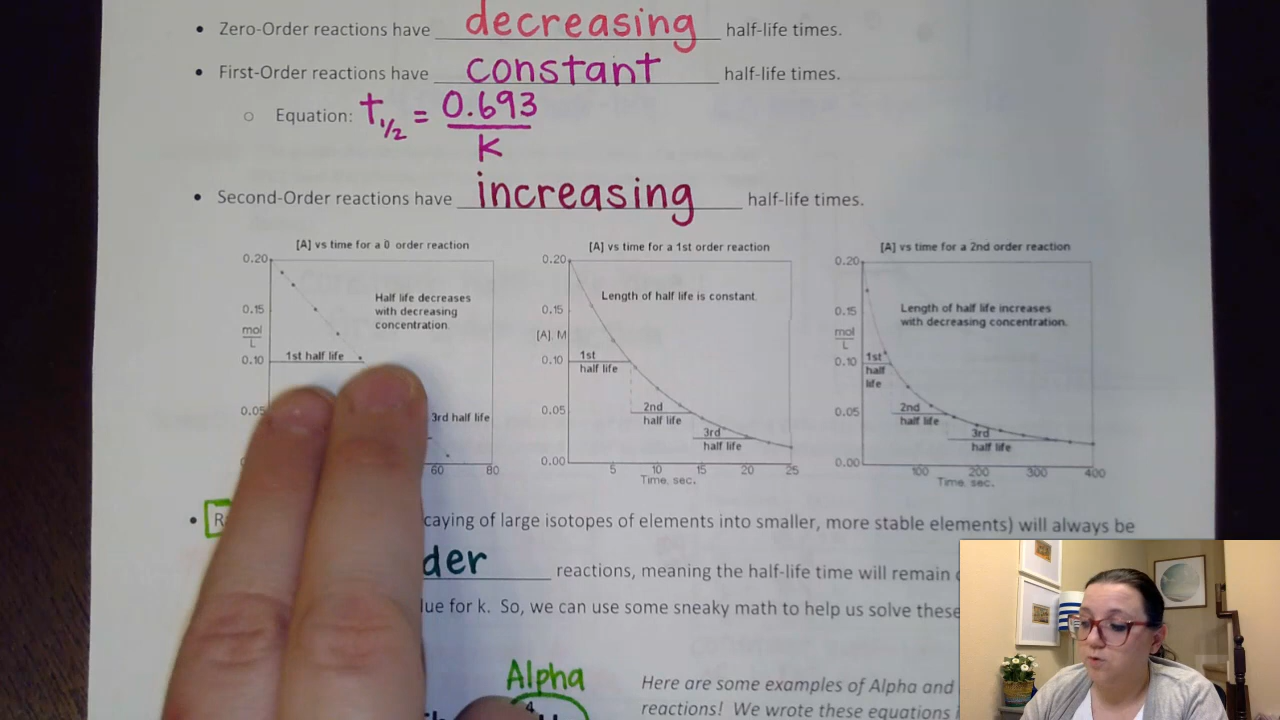 • Zero-Order reactions have decreasing half-life times.
• First-Order reactions have constant half-life times.
○ Equation: t1/2 = 0.693/k
• Second-Order reactions have increasing half-life times.
[A] vs time for a 0 order reaction
0.20
Half life decreases
with decreasing
concentration.
0.15
mol/L
0.10
1st half life
0.05
3rd half life
60 80
[A] vs time for a 1st order reaction
0.20
Length of half life is constant.
0.15
[A], M
0.10
1st
half life
0.05
2nd
half life
3rd
half life
0.00
5 10 15 20 25
Time, sec.
[A] vs time for a 2nd order reaction
0.20
Length of half life increases
with decreasing concentration.
0.15
mol/L
0.10
1st
half
life
0.05
2nd
half life
3rd
half life
0.00
100 200 300 400
Time, sec.
• R caying of large isotopes of elements into smaller, more stable elements) will always be
der reactions, meaning the half-life time will remain
lue for k. So, we can use some sneaky math to help us solve these
Alpha
4
Here are some examples of Alpha and
reactions! We wrote these equations